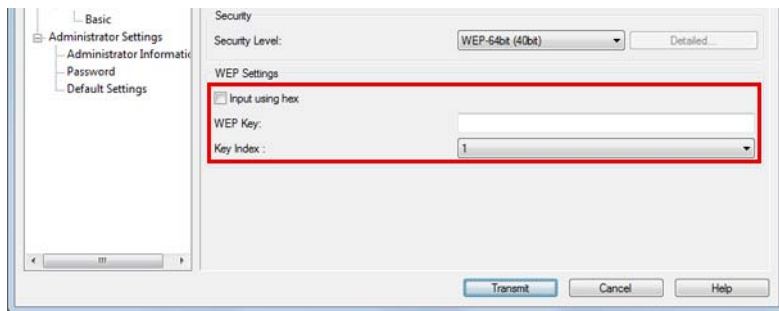 Basic
Administrator Settings
Administrator Informatic
Password
Default Settings
Security
Security Level:
WEP-64bit (40bit)
Detailed...
WEP Settings
Input using hex
WEP Key:
Key Index :
1
Transmit
Cancel
Help